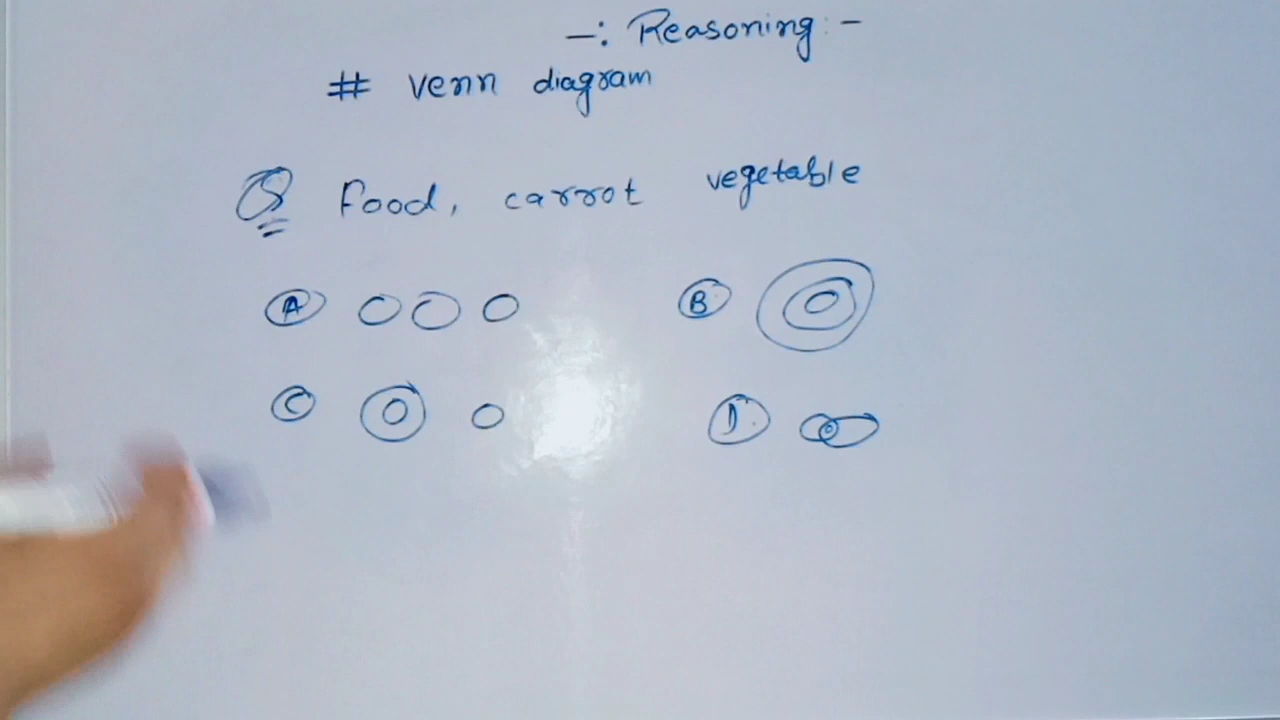 -: Reasoning :-
# venn diagram
Q Food, carrot vegetable
A B
C D